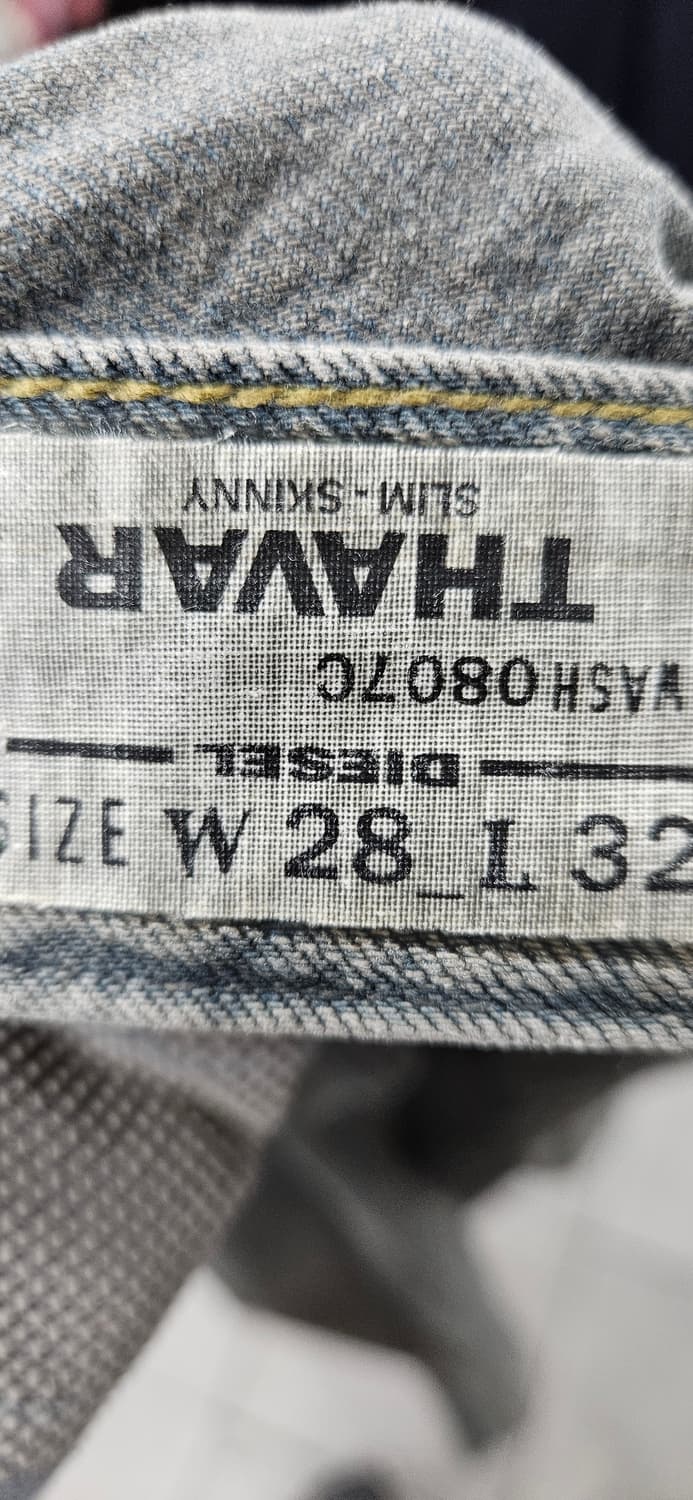 DIESEL
WASH 0807C
THAVAR
SLIM - SKINNY
SIZE W 28_L 32